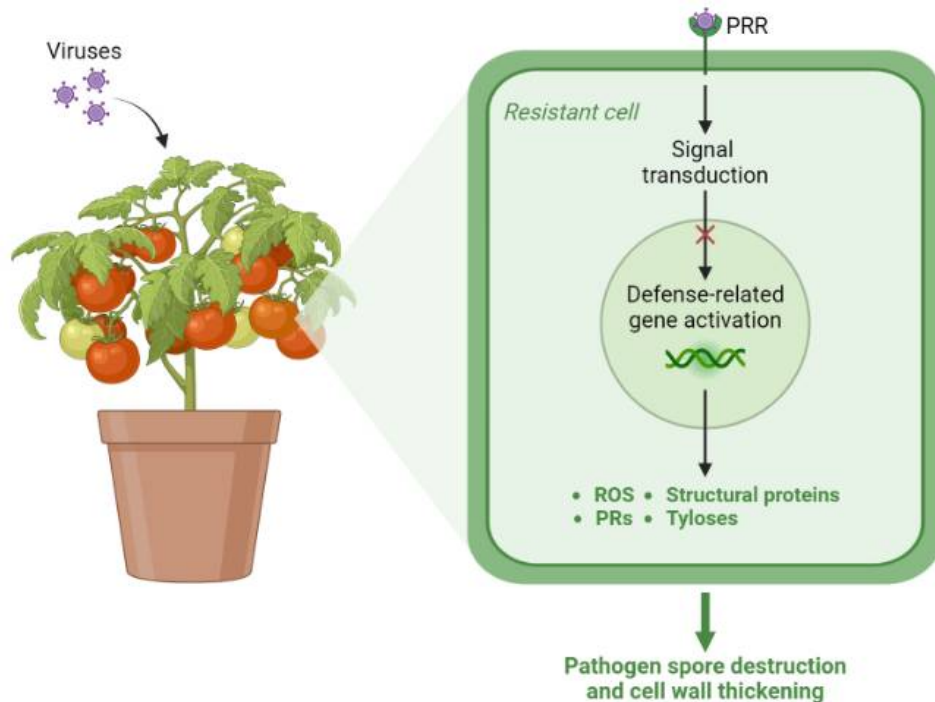 Viruses
PRR
Resistant cell
Signal
transduction
Defense-related
gene activation
• ROS • Structural proteins
• PRs • Tyloses
Pathogen spore destruction
and cell wall thickening